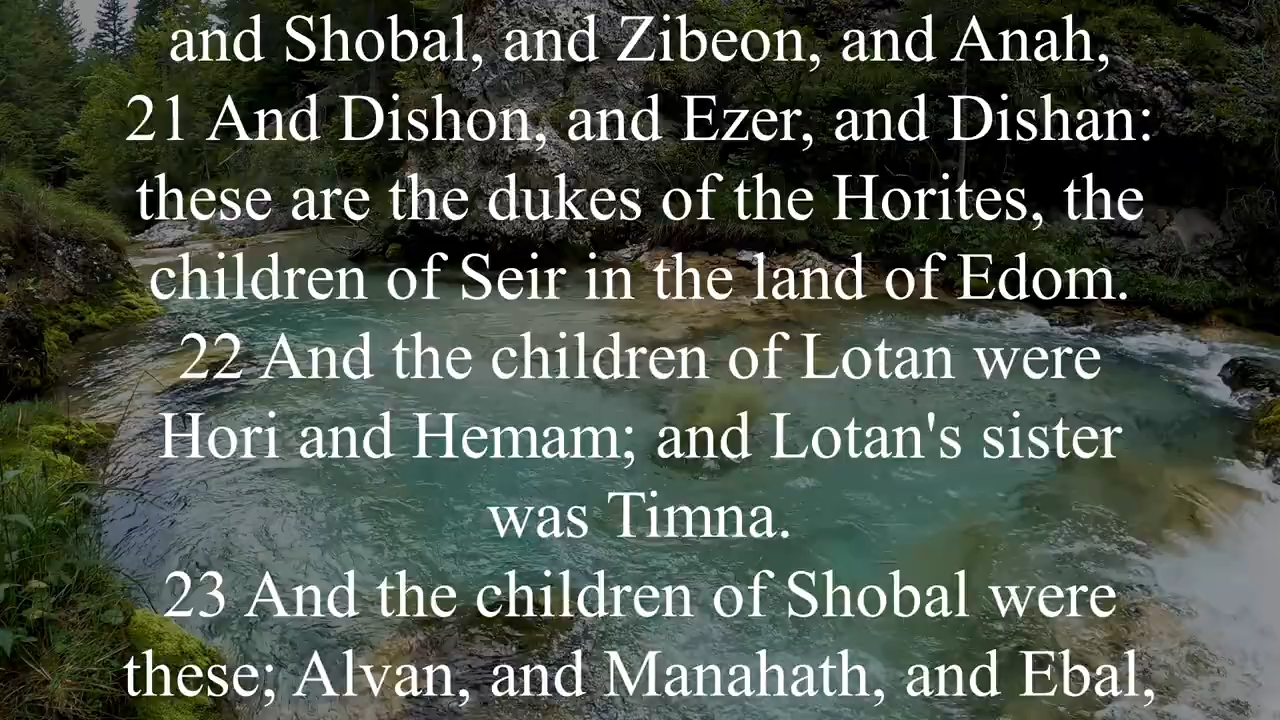 and Shobal, and Zibeon, and Anah,
21 And Dishon, and Ezer, and Dishan:
these are the dukes of the Horites, the
children of Seir in the land of Edom.
22 And the children of Lotan were
Hori and Hemam; and Lotan's sister
was Timna.
23 And the children of Shobal were
these; Alvan, and Manahath, and Ebal,